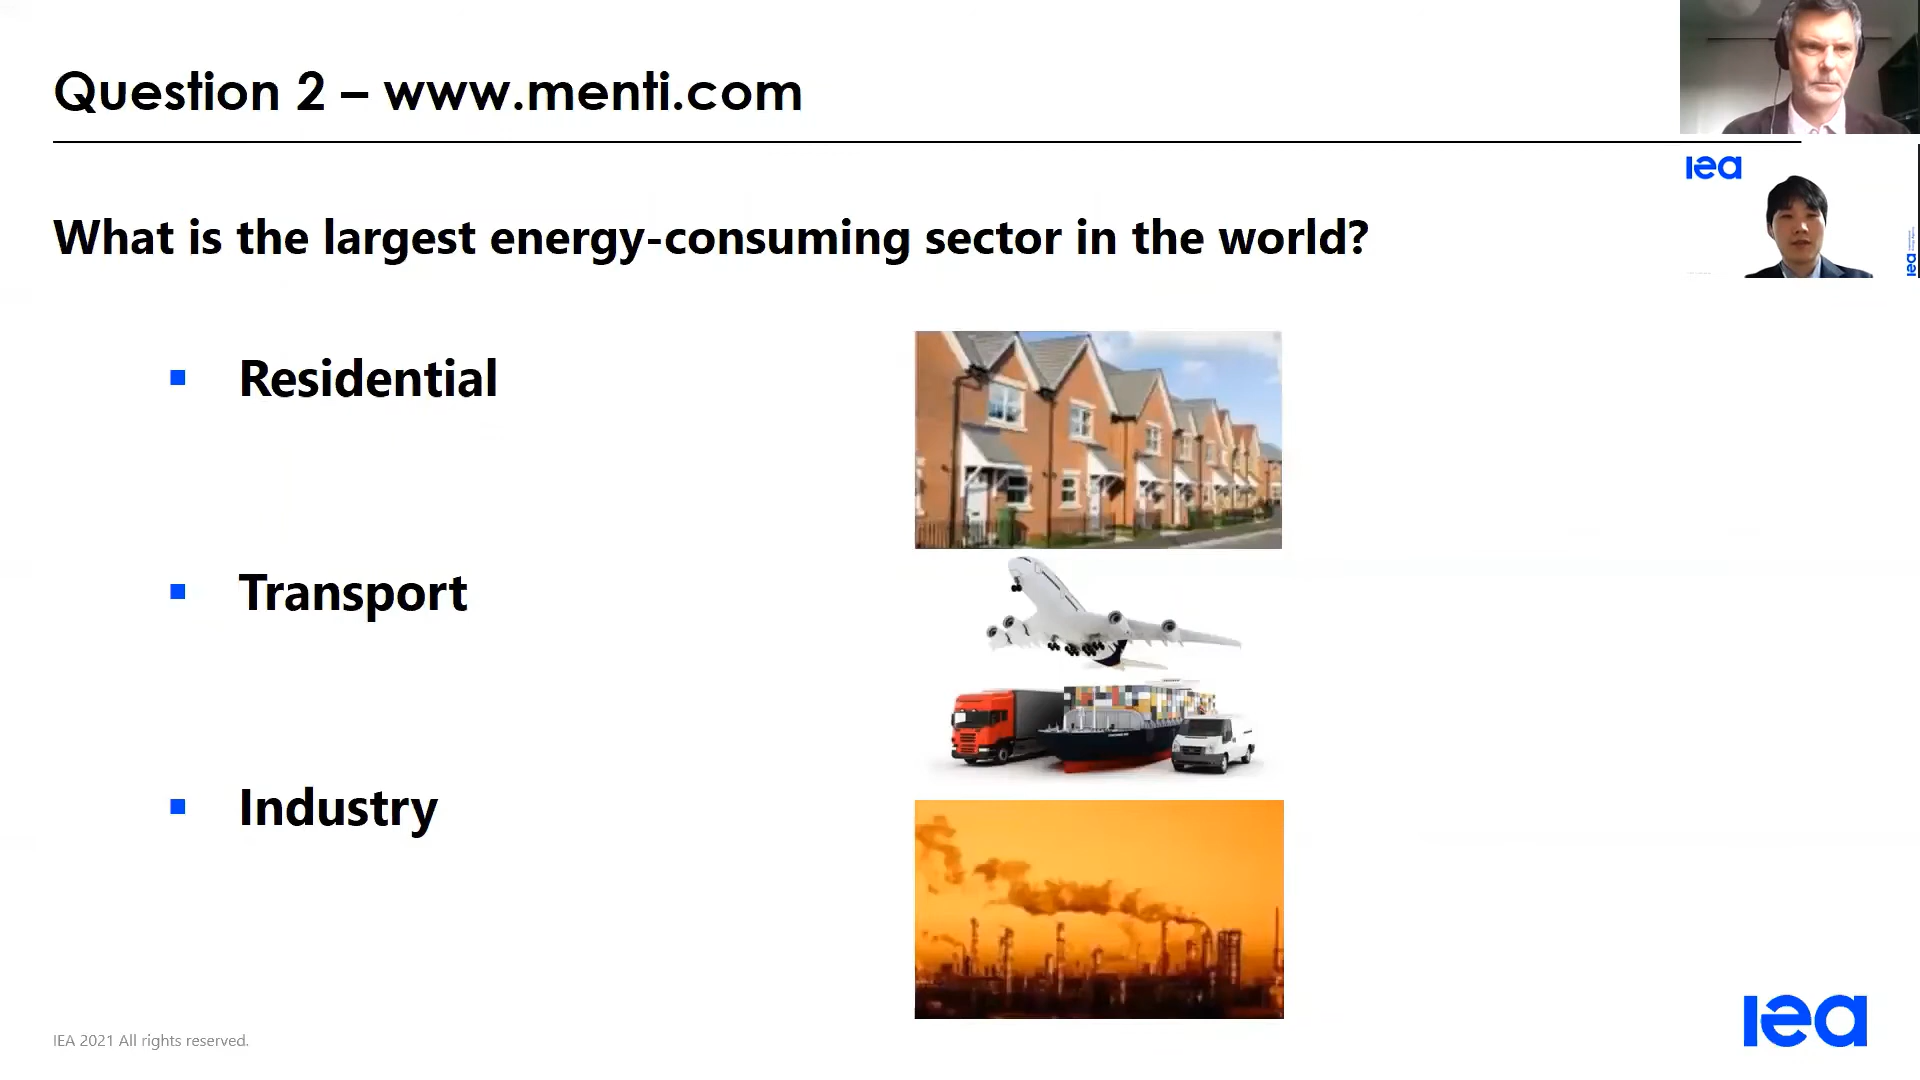 Question 2 – www.menti.com
iea
What is the largest energy-consuming sector in the world?
iea
Residential
Transport
Industry
IEA 2021 All rights reserved.
iea